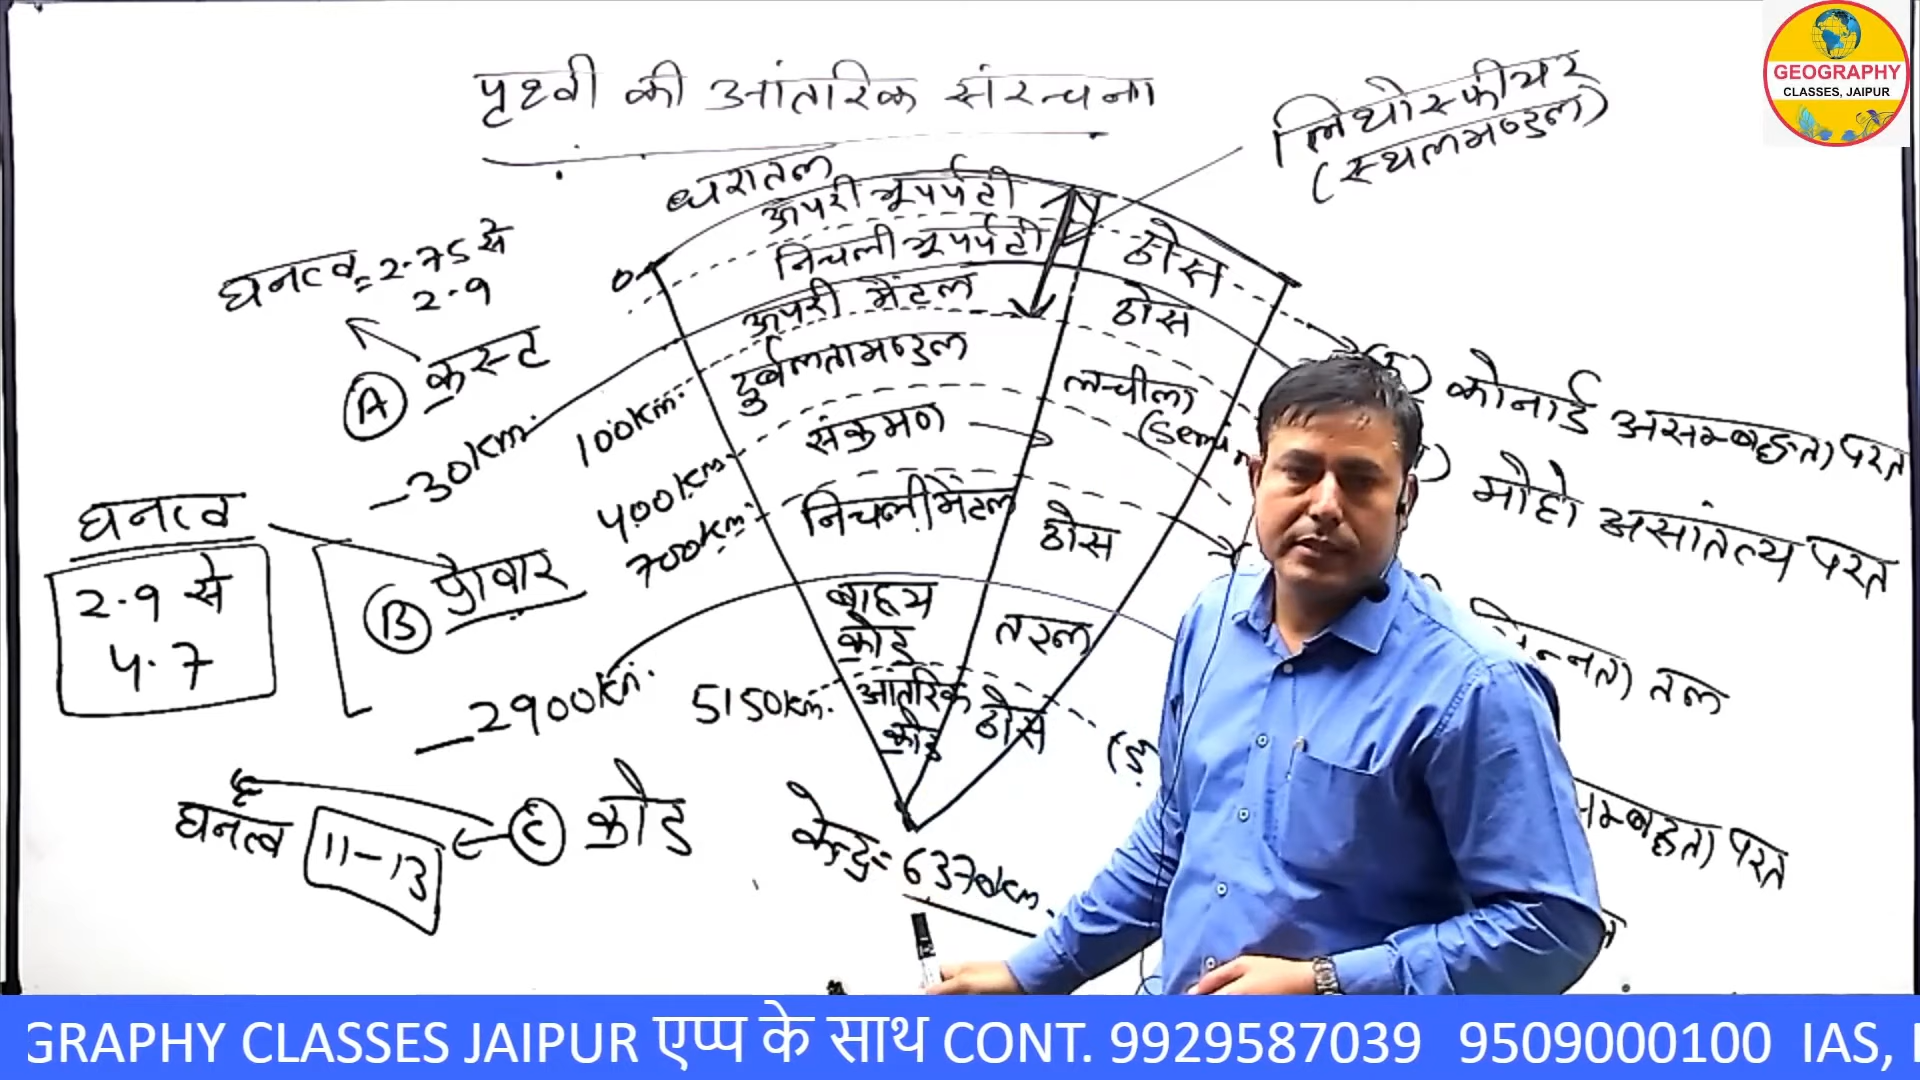 पृथ्वी की आंतरिक संरचना
लिथोस्फीयर
(स्थलमण्डल)
GEOGRAPHY
CLASSES, JAIPUR
धरातल
ऊपरी भूपर्पटी
निचली भूपर्पटी
ठोस
घनत्व = 2.75 से
2.9
0
ऊपरी मैंटल
ठोस
A क्रस्ट
दुर्बलतामण्डल
लचीला
(Semi
कोनार्ड असम्बद्धता परत
30km
100km.
संक्रमण
मोहो असांतत्य परत
घनत्व
2.9 से
4.7
400km.
700km.
निचली मेंटल
ठोस
B प्रावार
बाह्य
कोड
तरल
तल
2900km.
5150km.
आंतरिक
कोड
ठोस
घनत्व 11-13
C कोड
केन्द्र = 6370km.
परत
GRAPHY CLASSES JAIPUR एप्प के साथ CONT. 9929587039 9509000100 IAS,